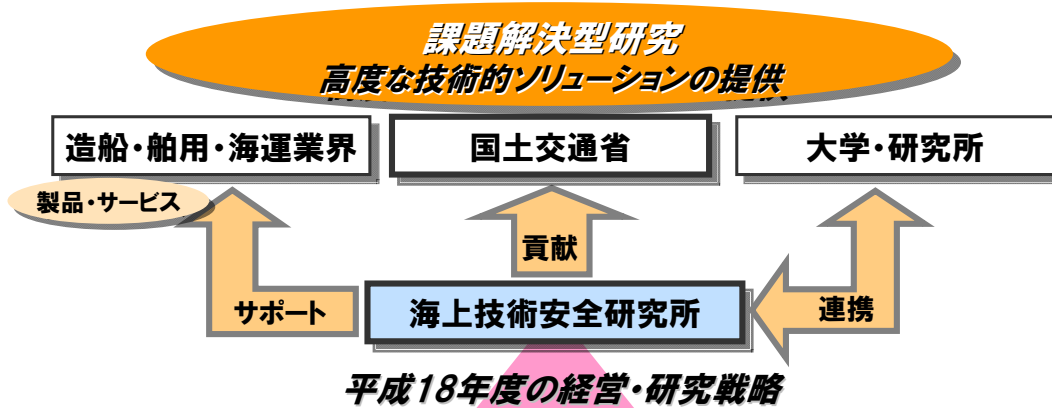 課題解決型研究
高度な技術的ソリューションの提供
造船・舶用・海運業界
国土交通省
大学・研究所
製品・サービス
貢献
サポート
海上技術安全研究所
連携
平成18年度の経営・研究戦略